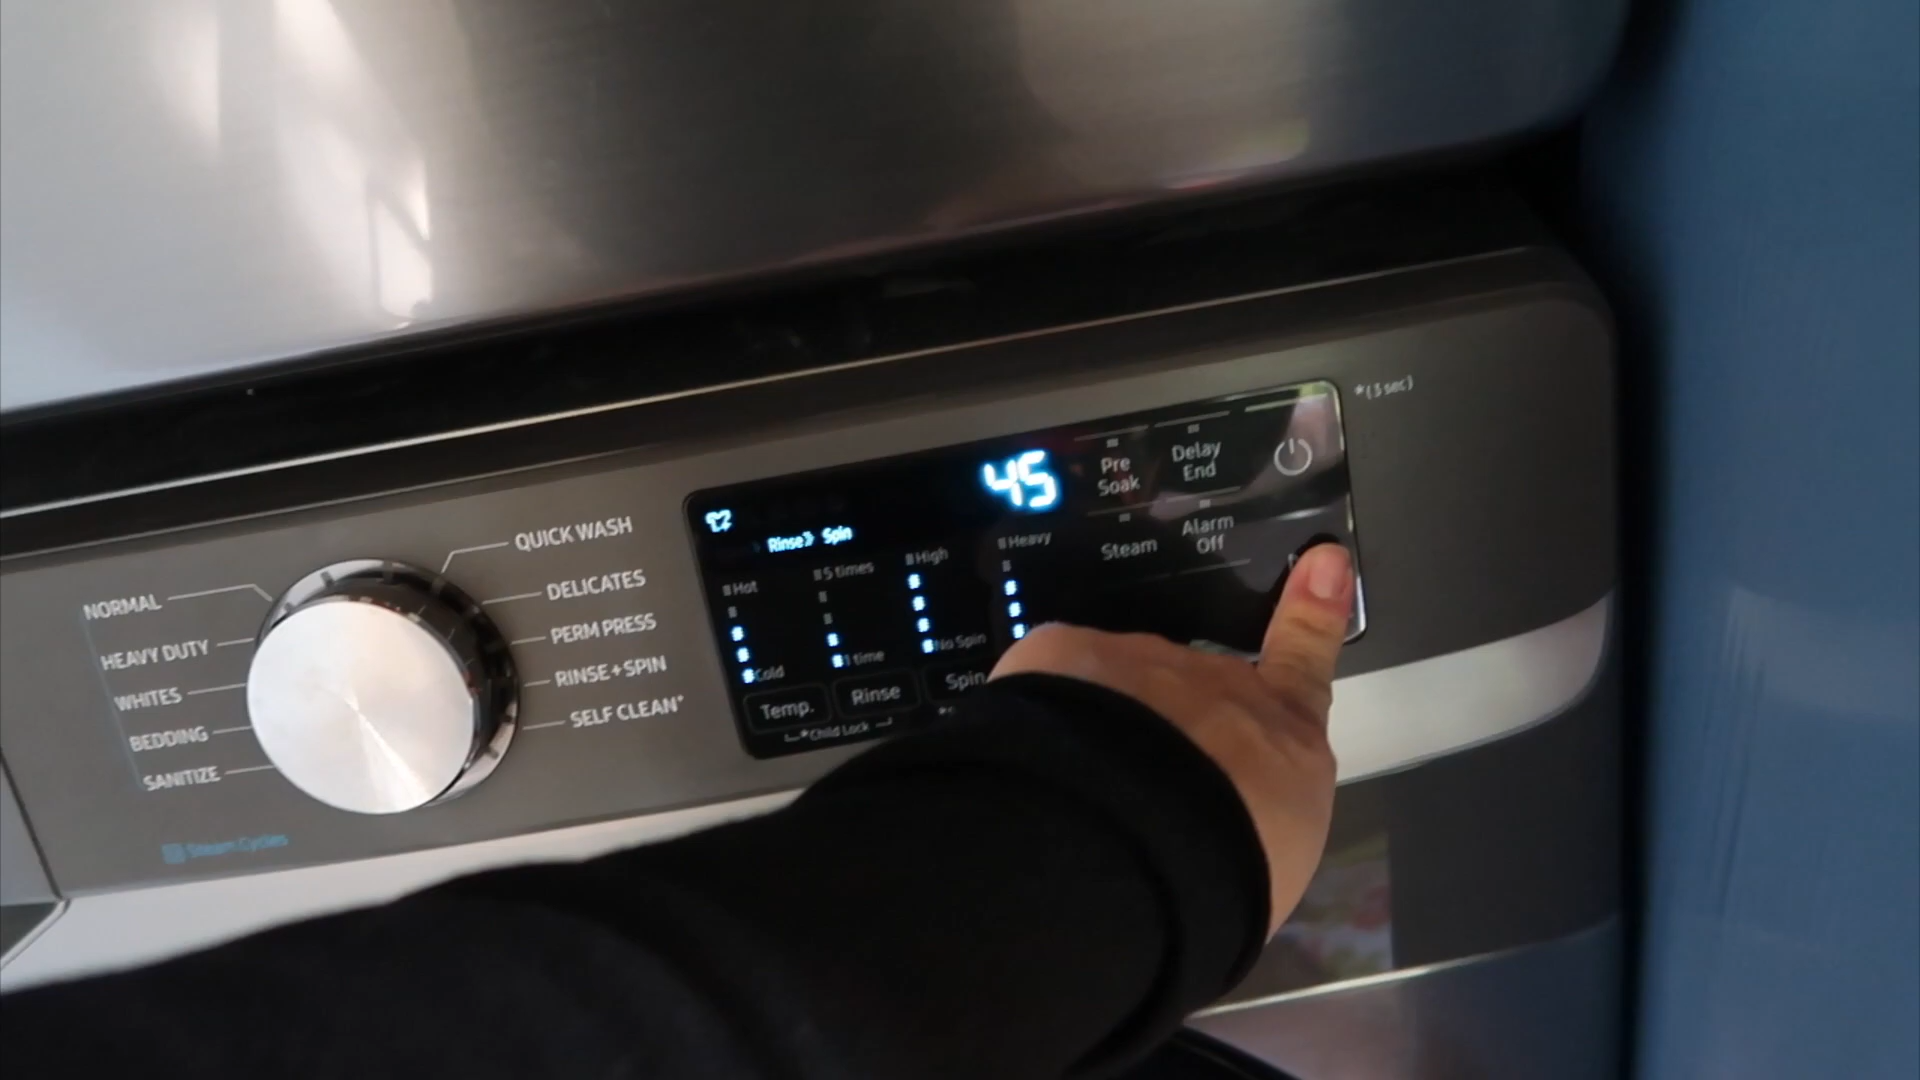 NORMAL
HEAVY DUTY
WHITES
BEDDING
SANITIZE
Steam Cycles
QUICK WASH
DELICATES
PERM PRESS
RINSE + SPIN
SELF CLEAN*
45
Rinse Spin
Hot
5 times
High
Heavy
Cold
1 time
No Spin
Temp.
Rinse
Spin
*Child Lock
Pre
Soak
Delay
End
Steam
Alarm
Off
*(3 sec)